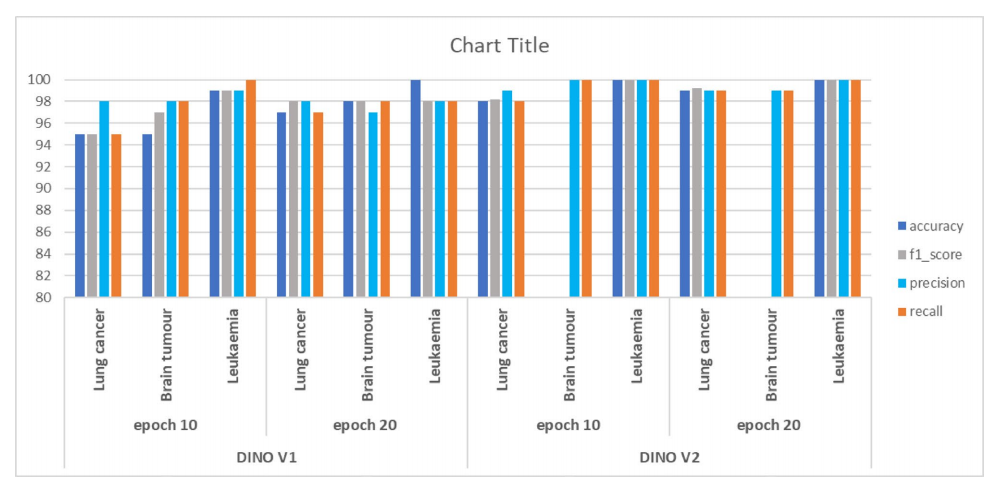 Chart Title
100
98
96
94
92
90
88
86
84
82
80
accuracy
f1_score
precision
recall
Lung cancer
Brain tumour
Leukaemia
Lung cancer
Brain tumour
Leukaemia
Lung cancer
Brain tumour
Leukaemia
Lung cancer
Brain tumour
Leukaemia
epoch 10 epoch 20 epoch 10 epoch 20
DINO V1 DINO V2